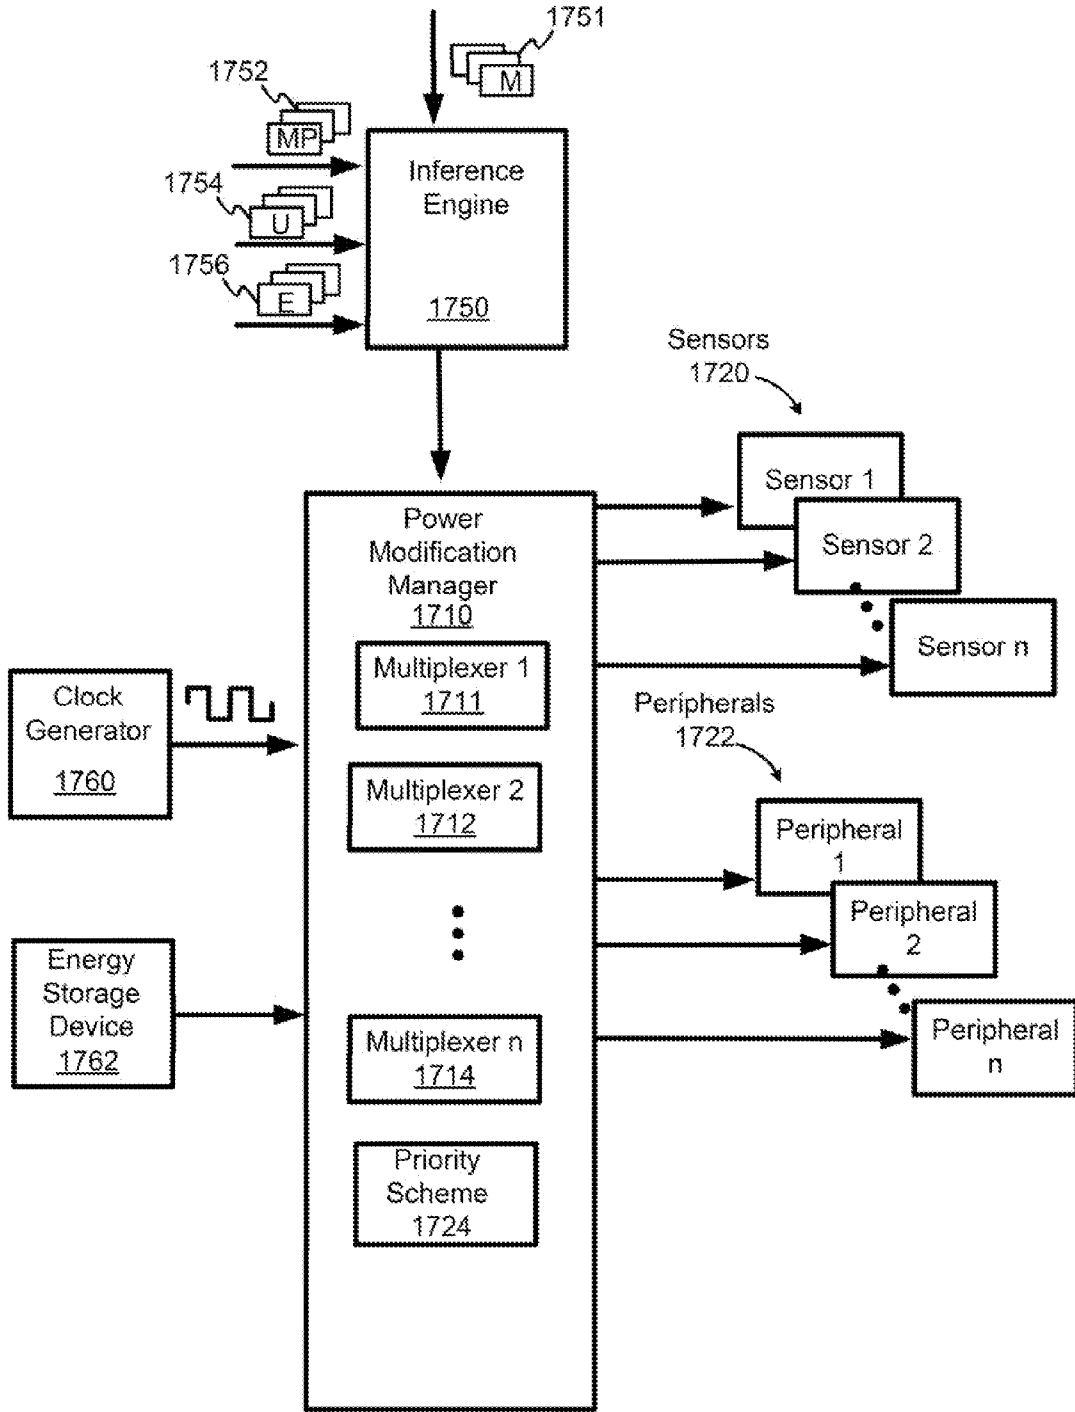 1751
M
1752
MP
1754
U
1756
E
Inference
Engine
1750
Sensors
1720
Sensor 1
Sensor 2
Sensor n
Power
Modification
Manager
1710
Multiplexer 1
1711
Multiplexer 2
1712
Multiplexer n
1714
Priority
Scheme
1724
Clock
Generator
1760
Energy
Storage
Device
1762
Peripherals
1722
Peripheral
1
Peripheral
2
Peripheral
n